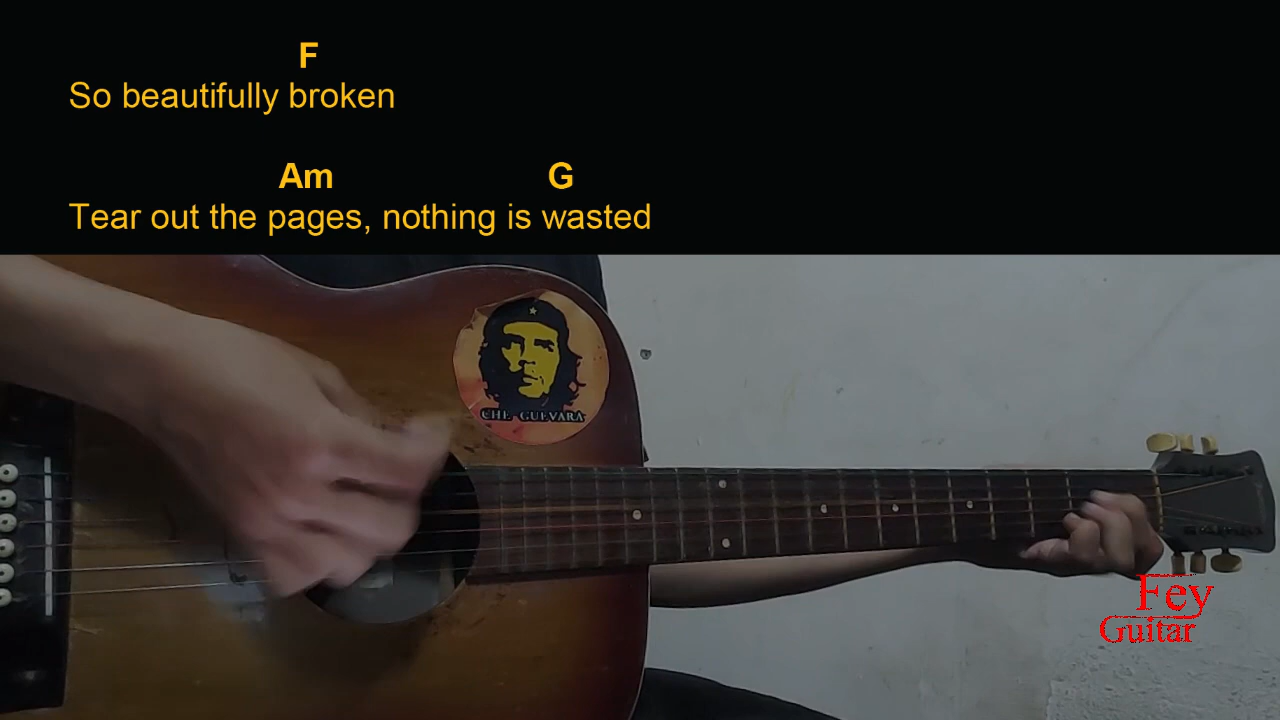 F
So beautifully broken
Am G
Tear out the pages, nothing is wasted
CHE GUEVARA
Fey
Guitar